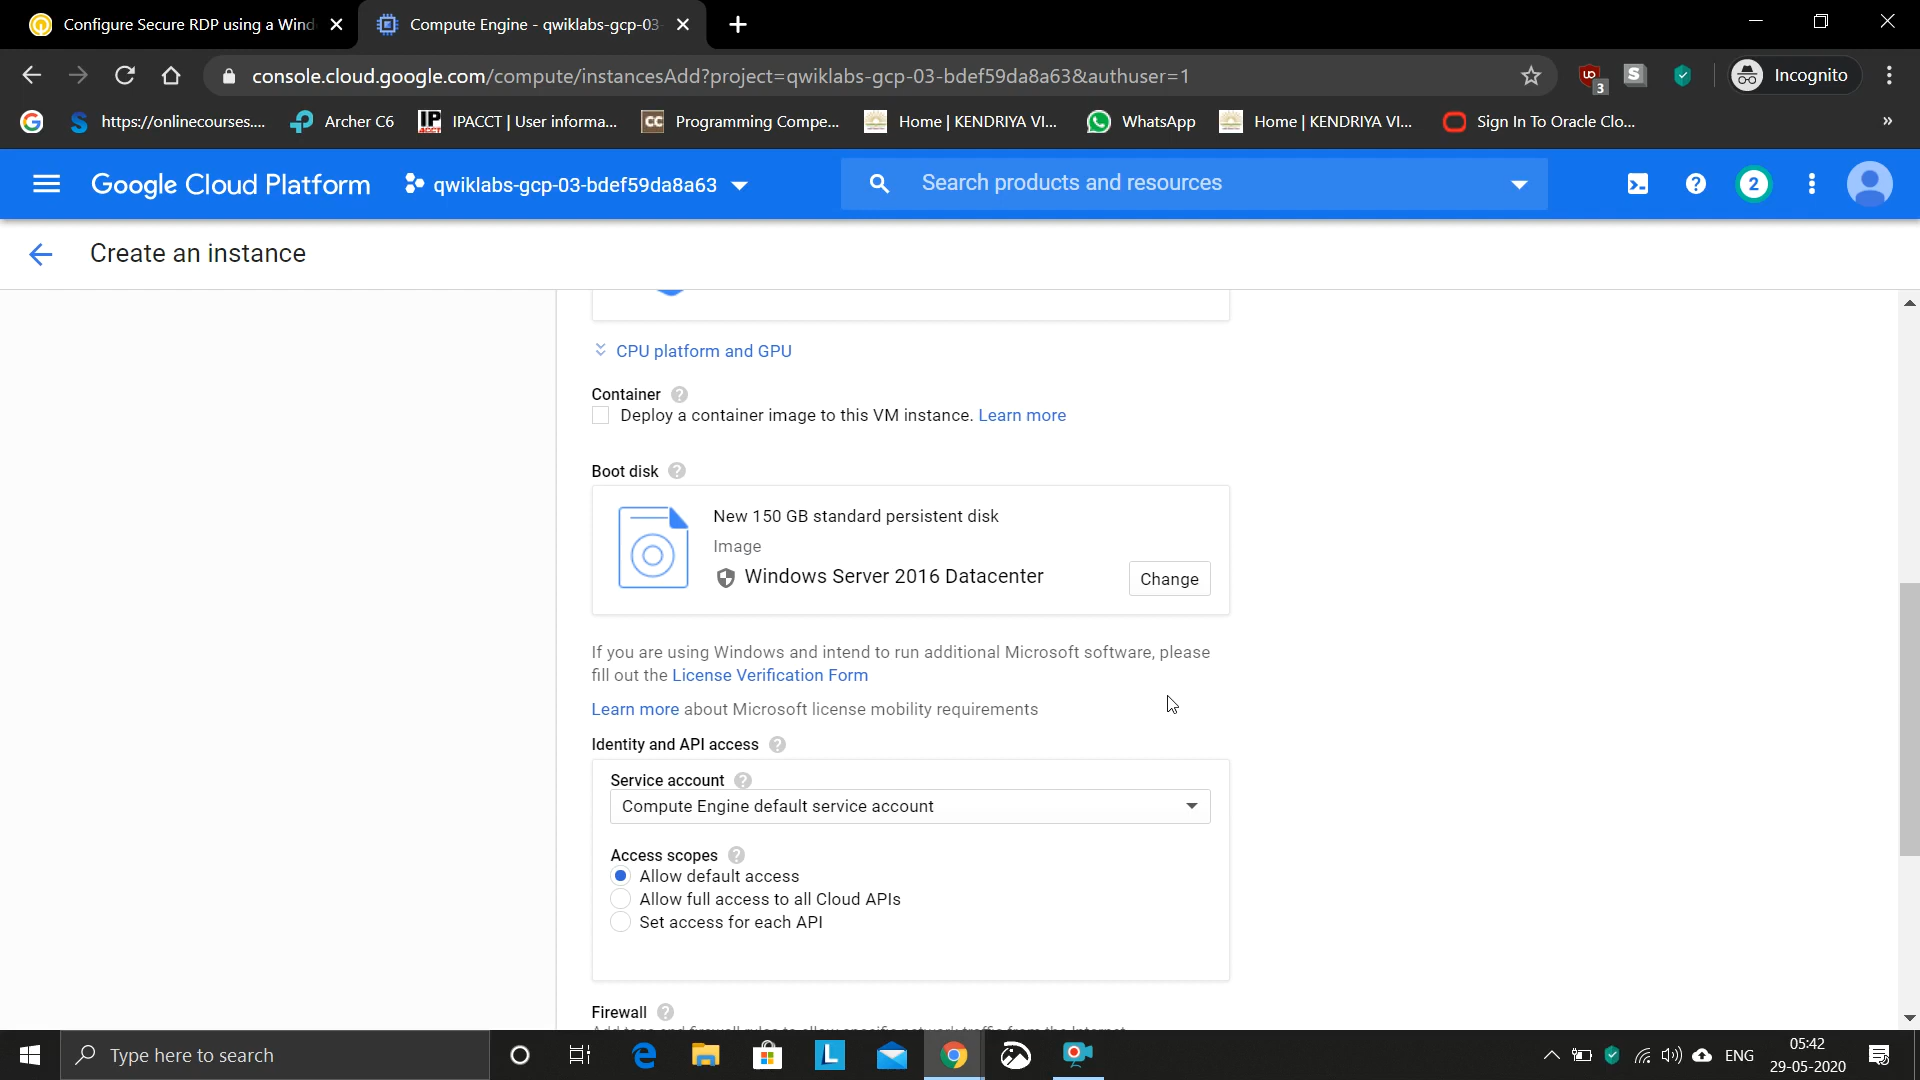 Configure Secure RDP using a Wind
Compute Engine - qwiklabs-gcp-03-
console.cloud.google.com/compute/instancesAdd?project=qwiklabs-gcp-03-bdef59da8a63&authuser=1
3
Incognito
https://onlinecourses....
Archer C6
IPACCT | User informa...
Programming Compe...
Home | KENDRIYA VI...
WhatsApp
Home | KENDRIYA VI...
Sign In To Oracle Clo...
»
Google Cloud Platform
qwiklabs-gcp-03-bdef59da8a63
Search products and resources
2
Create an instance
CPU platform and GPU
Container
Deploy a container image to this VM instance. Learn more
Boot disk
New 150 GB standard persistent disk
Image
Windows Server 2016 Datacenter
Change
If you are using Windows and intend to run additional Microsoft software, please
fill out the License Verification Form
Learn more about Microsoft license mobility requirements
Identity and API access
Service account
Compute Engine default service account
Access scopes
Allow default access
Allow full access to all Cloud APIs
Set access for each API
Firewall
Type here to search
ENG
05:42
29-05-2020